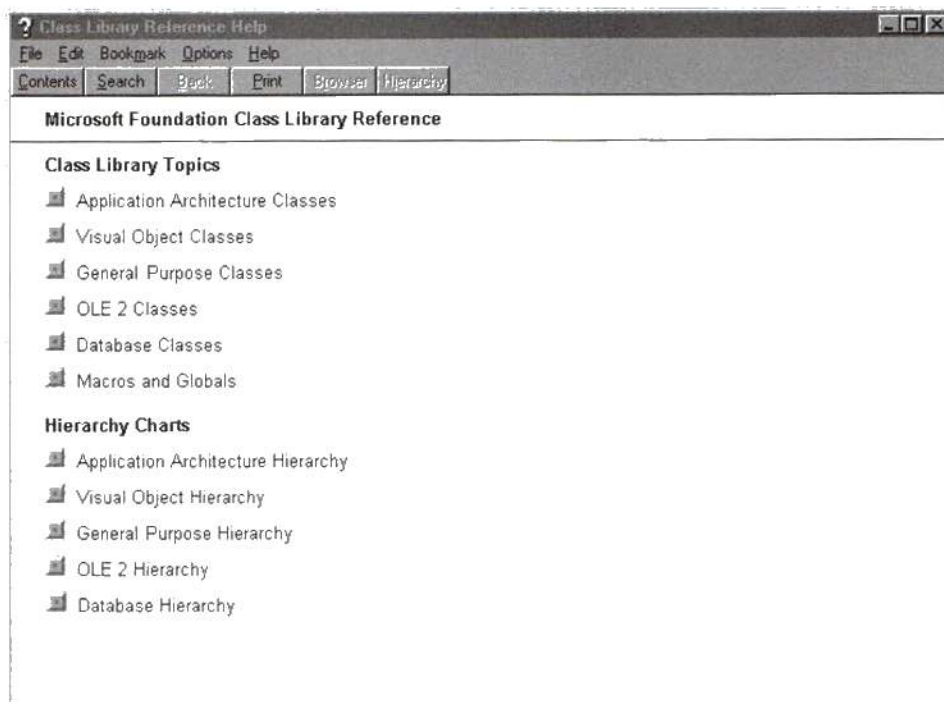 Class Library Reference Help
File Edit Bookmark Options Help
Contents Search Back Print Browser Hierarchy
Microsoft Foundation Class Library Reference
Class Library Topics
Application Architecture Classes
Visual Object Classes
General Purpose Classes
OLE 2 Classes
Database Classes
Macros and Globals
Hierarchy Charts
Application Architecture Hierarchy
Visual Object Hierarchy
General Purpose Hierarchy
OLE 2 Hierarchy
Database Hierarchy